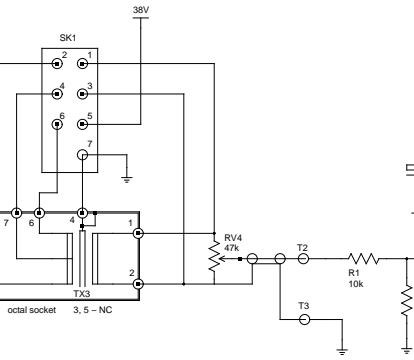 38V
SK1
2 1
4 3
6 5
7
7 6 4 1
2
TX3
octal socket 3, 5 – NC
RV4
47k
T2
R1
10k
T3